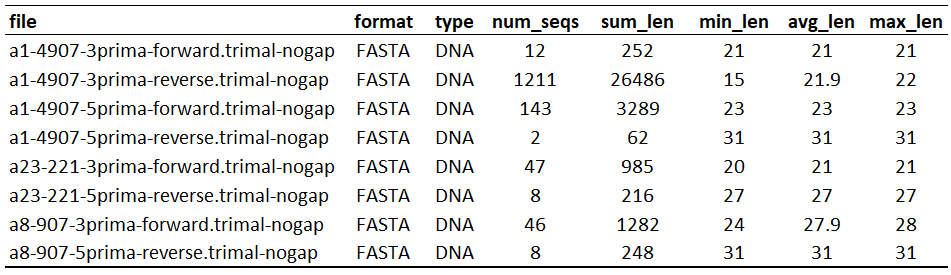 file format type num_seqs sum_len min_len avg_len max_len
a1-4907-3prima-forward.trimal-nogap FASTA DNA 12 252 21 21 21
a1-4907-3prima-reverse.trimal-nogap FASTA DNA 1211 26486 15 21.9 22
a1-4907-5prima-forward.trimal-nogap FASTA DNA 143 3289 23 23 23
a1-4907-5prima-reverse.trimal-nogap FASTA DNA 2 62 31 31 31
a23-221-3prima-forward.trimal-nogap FASTA DNA 47 985 20 21 21
a23-221-5prima-reverse.trimal-nogap FASTA DNA 8 216 27 27 27
a8-907-3prima-forward.trimal-nogap FASTA DNA 46 1282 24 27.9 28
a8-907-5prima-reverse.trimal-nogap FASTA DNA 8 248 31 31 31